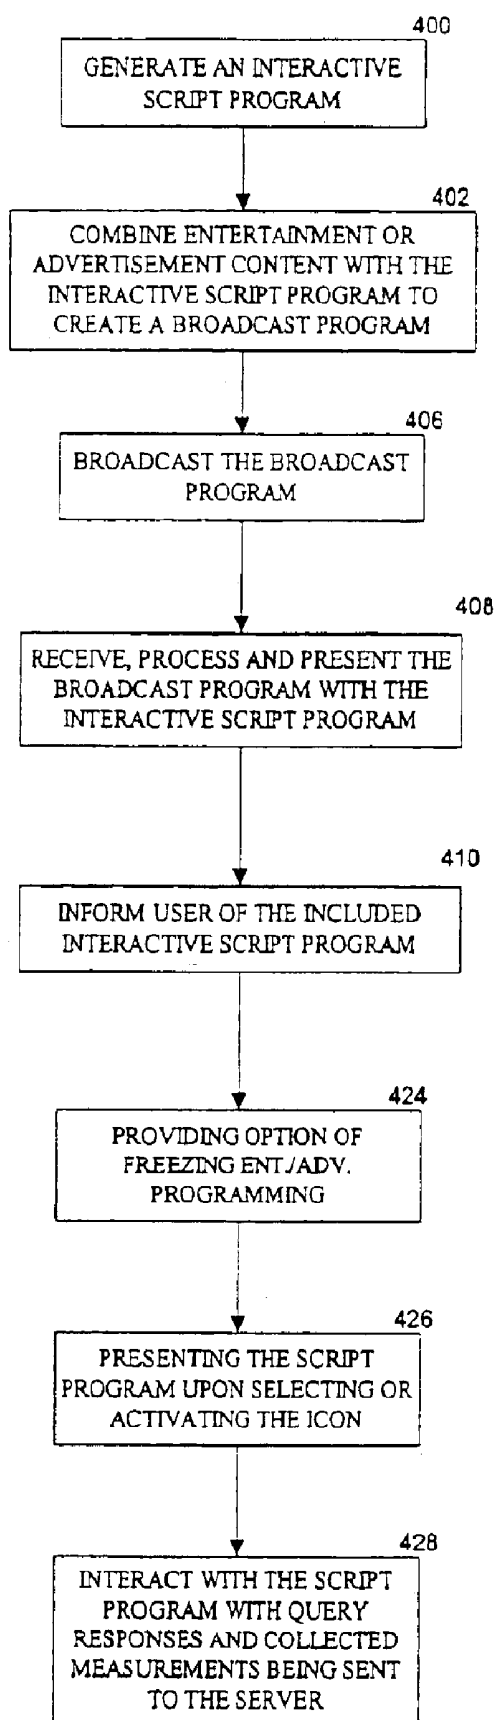 400
GENERATE AN INTERACTIVE
SCRIPT PROGRAM
402
COMBINE ENTERTAINMENT OR
ADVERTISEMENT CONTENT WITH THE
INTERACTIVE SCRIPT PROGRAM TO
CREATE A BROADCAST PROGRAM
406
BROADCAST THE BROADCAST
PROGRAM
408
RECEIVE, PROCESS AND PRESENT THE
BROADCAST PROGRAM WITH THE
INTERACTIVE SCRIPT PROGRAM
410
INFORM USER OF THE INCLUDED
INTERACTIVE SCRIPT PROGRAM
424
PROVIDING OPTION OF
FREEZING ENT./ADV.
PROGRAMMING
426
PRESENTING THE SCRIPT
PROGRAM UPON SELECTING OR
ACTIVATING THE ICON
428
INTERACT WITH THE SCRIPT
PROGRAM WITH QUERY
RESPONSES AND COLLECTED
MEASUREMENTS BEING SENT
TO THE SERVER